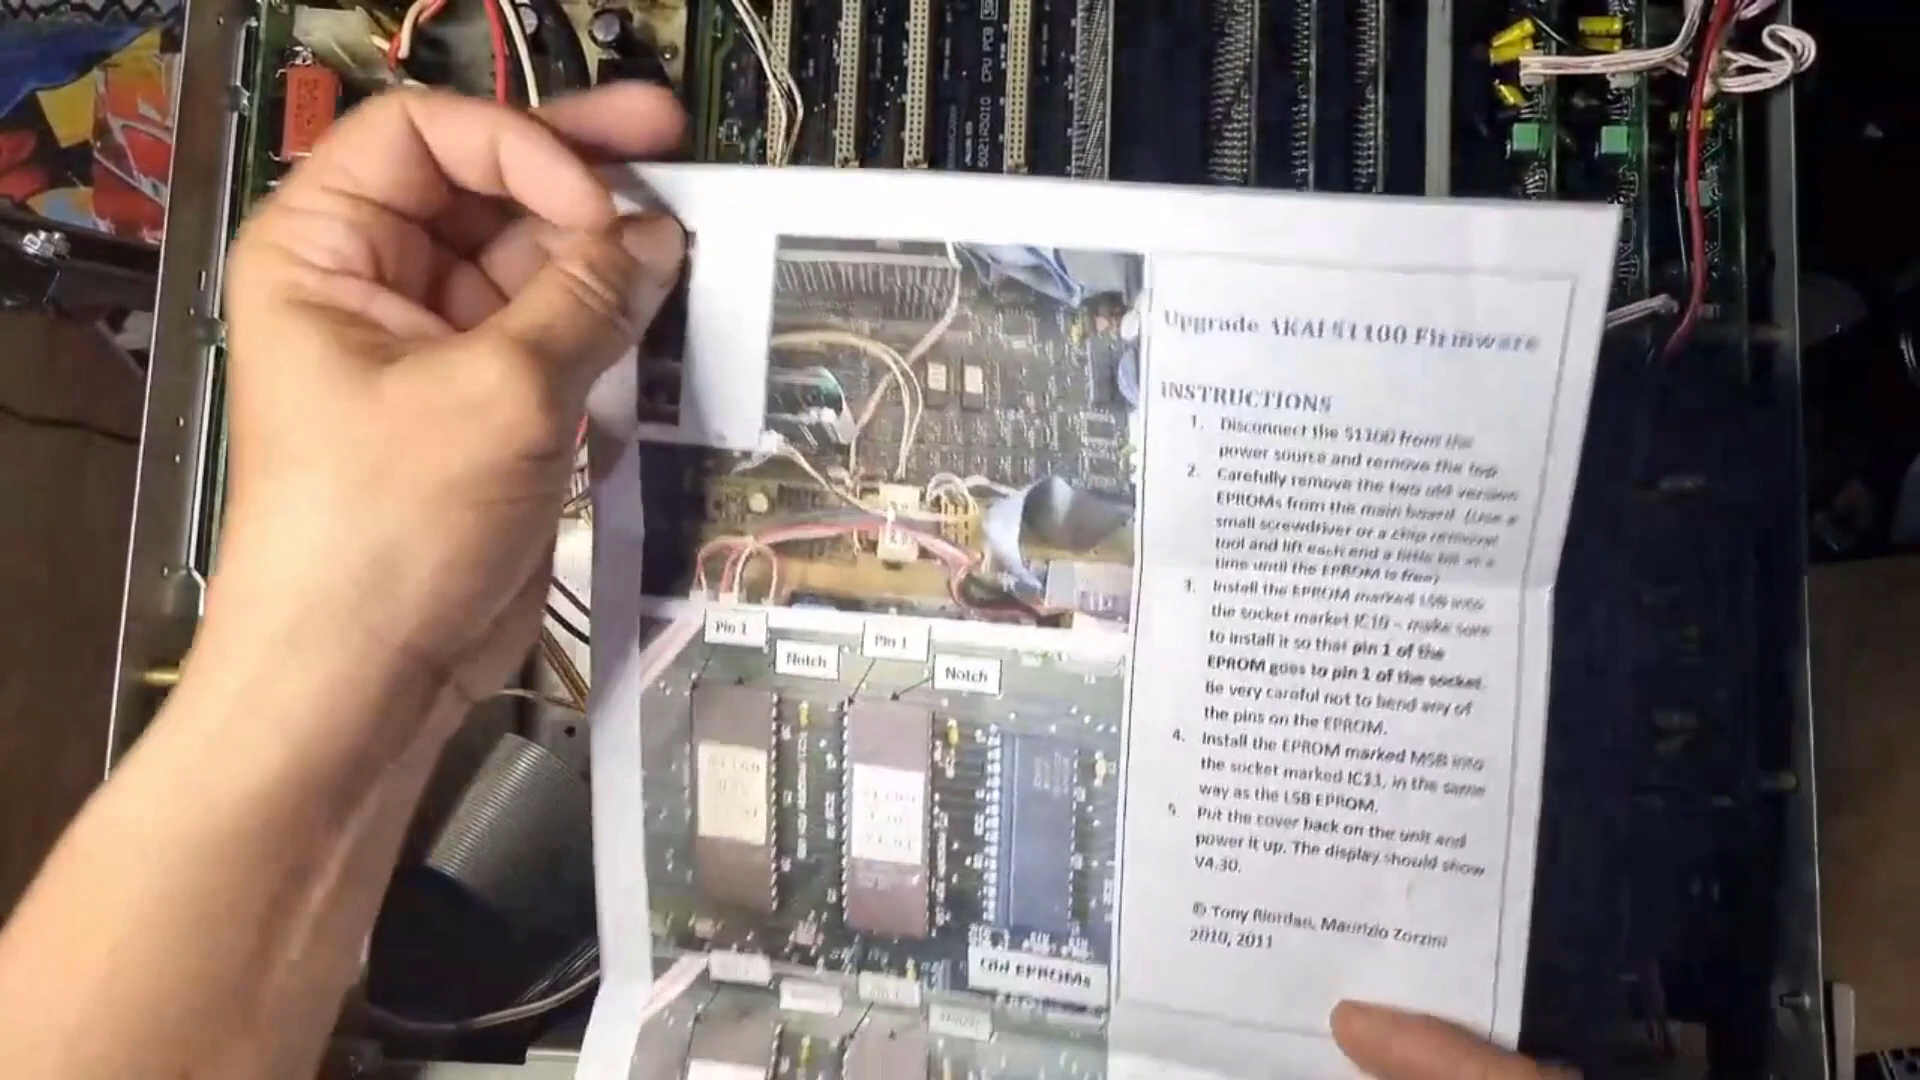 CPU PCB
5021R5010
Upgrade AKAI S1100 Firmware
INSTRUCTIONS
1. Disconnect the S1100 from the
power source and remove the top
2. Carefully remove the two old version
EPROMs from the main board. (Use a
small screwdriver or a chip removal
tool and lift each end a little bit at a
time until the EPROM is free)
3. Install the EPROM marked LSB into
the socket market IC10 – make sure
to install it so that pin 1 of the
EPROM goes to pin 1 of the socket.
Be very careful not to bend any of
the pins on the EPROM.
4. Install the EPROM marked MSB into
the socket marked IC11, in the same
way as the LSB EPROM.
5. Put the cover back on the unit and
power it up. The display should show
V4.30.
© Tony Riordan, Maurizio Zorzini
2010, 2011
Pin 1
Notch
Pin 1
Notch
S1100
Old EPROMs